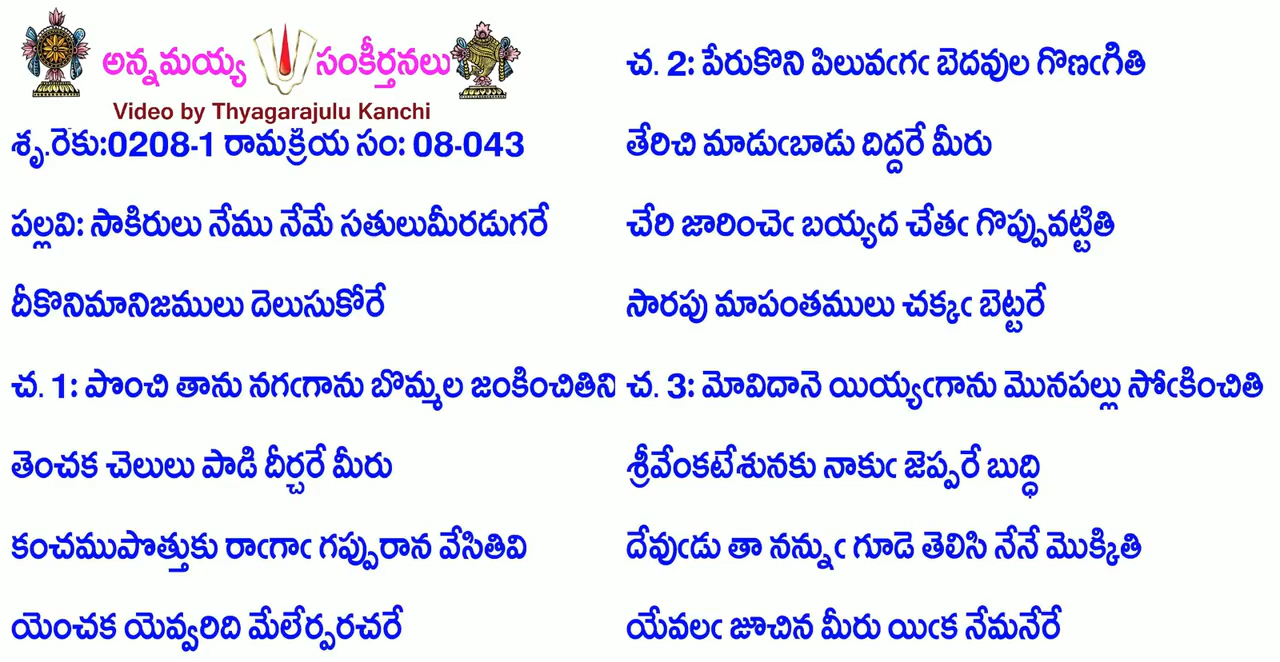 అన్నమయ్య సంకీర్తనలు
Video by Thyagarajulu Kanchi
శృ.రేకు:0208-1 రామక్రియ సం: 08-043
పల్లవి: సాకిరులు నేము నేమే సతులుమీరడుగరే
దీకొనిమానిజములు దెలుసుకోరే
చ. 1: పొంచి తాను నగఁగాను బొమ్మల జంకించితిని
తెంచక చెలులు పాడి దీర్చరే మీరు
కంచముపొత్తుకు రాఁగాఁ గప్పురాన వేసితివి
యెంచక యెవ్వరిది మేలేర్పరచరే
చ. 2: పేరుకొని పిలువఁగఁ బెదవుల గొణఁగితి
తేరిచి మాడుఁబాడు దిద్దరే మీరు
చేరి జారించెఁ బయ్యద చేతఁ గొప్పువట్టితి
సారపు మాపంతములు చక్కఁ బెట్టరే
చ. 3: మోవిదానె యియ్యఁగాను మొనపల్లు సోఁకించితి
శ్రీవేంకటేశునకు నాకుఁ జెప్పరే బుద్ధి
దేవుఁడు తా నన్నుఁ గూడె తెలిసి నేనే మొక్కితి
యేవలఁ జూచిన మీరు యిఁక నేమనేరే